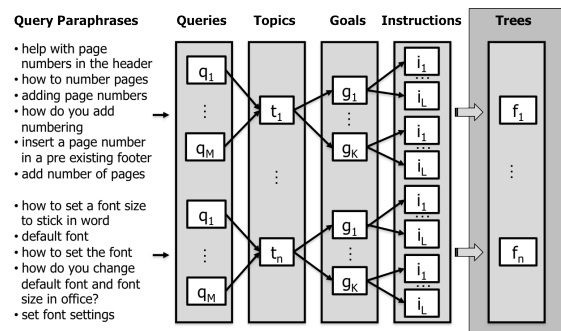 Query Paraphrases
Queries
Topics
Goals
Instructions
Trees
• help with page
numbers in the header
• how to number pages
• adding page numbers
• how do you add
numbering
• insert a page number
in a pre existing footer
• add number of pages
q1
⋮
qM
t1
g1
⋮
gK
i1
...
iL
i1
...
iL
f1
⋮
⋮
⋮
• how to set a font size
to stick in word
• default font
• how to set the font
• how do you change
default font and font
size in office?
• set font settings
q1
⋮
qM
tn
g1
⋮
gK
i1
...
iL
i1
...
iL
fn